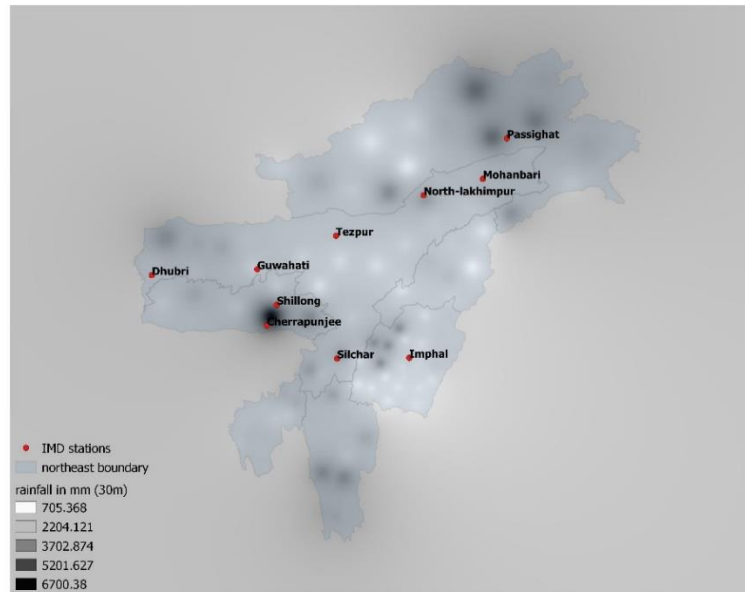 Passighat
Mohanbari
North-lakhimpur
Tezpur
Guwahati
Dhubri
Shillong
Cherrapunjee
Silchar
Imphal
IMD stations
northeast boundary
rainfall in mm (30m)
705.368
2204.121
3702.874
5201.627
6700.38